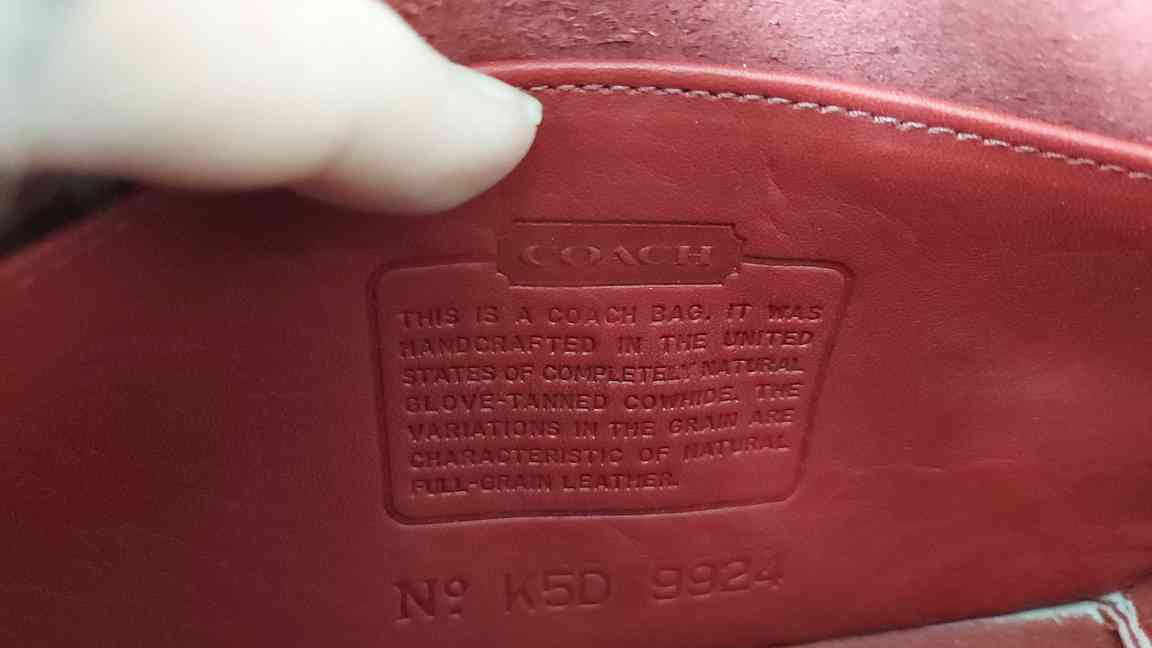 COACH
THIS IS A COACH BAG. IT WAS
HANDCRAFTED IN THE UNITED
STATES OF COMPLETELY NATURAL
GLOVE-TANNED COWHIDE. THE
VARIATIONS IN THE GRAIN ARE
CHARACTERISTIC OF NATURAL
FULL-GRAIN LEATHER.
Nº K5D 9924